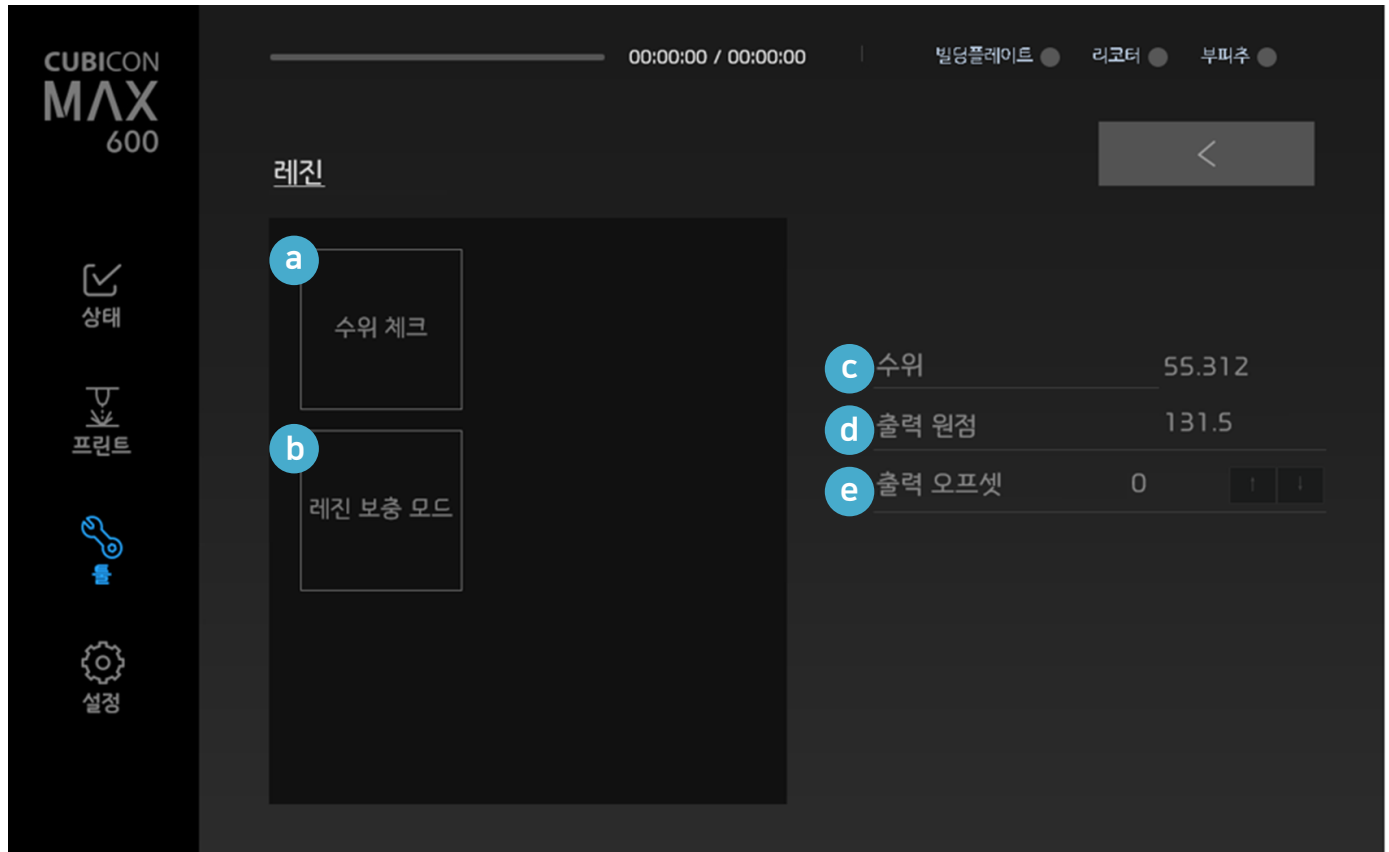 CUBICON
MAX
600
00:00:00 / 00:00:00
빌딩플레이트
리코터
부피추
<
레진
상태
프린트
툴
설정
a
수위 체크
b
레진 보충 모드
c 수위 55.312
d 출력 원점 131.5
e 출력 오프셋 0 ↑ ↓